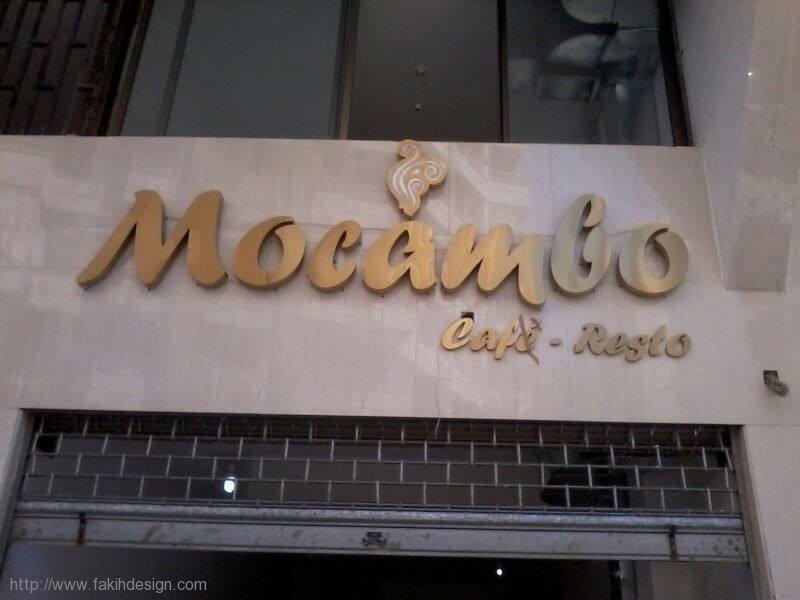 Mocambo
Café - Resto
http://www.fakihdesign.com